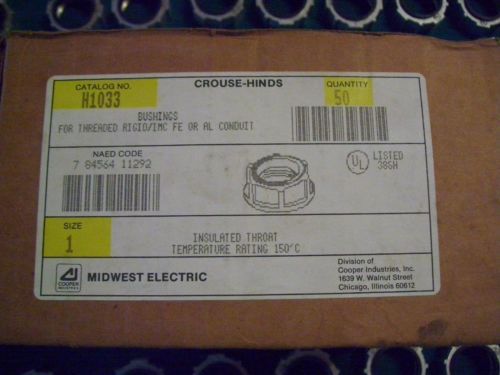 CROUSE-HINDS
CATALOG NO.
H1033
QUANTITY
50
BUSHINGS
FOR THREADED RIGID/IMC FE OR AL CONDUIT
NAED CODE
7 84564 11292
UL
LISTED
385H
SIZE
1
INSULATED THROAT
TEMPERATURE RATING 150°C
COOPER
INDUSTRIES
MIDWEST ELECTRIC
Division of
Cooper Industries, Inc.
1639 W. Walnut Street
Chicago, Illinois 60612